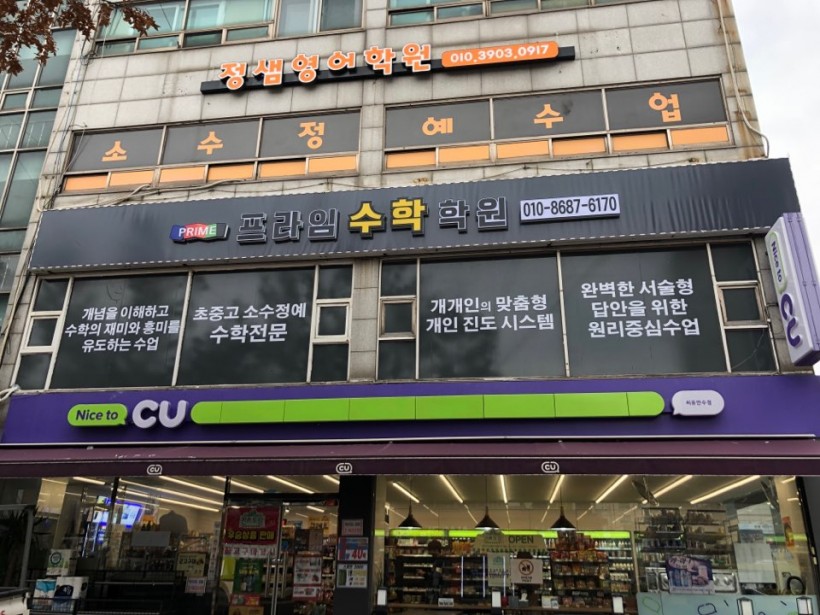 정샘영어학원 010.3903.0917
소수정예수업
PRIME 프라임 수학 학원 010-8687-6170
개념을 이해하고
수학의 재미와 흥미를
유도하는 수업
초중고 소수정예
수학전문
개개인의 맞춤형
개인 진도 시스템
완벽한 서술형
답안을 위한
원리중심수업
Nice to CU
Nice to CU
CU
CU
CU
OPEN